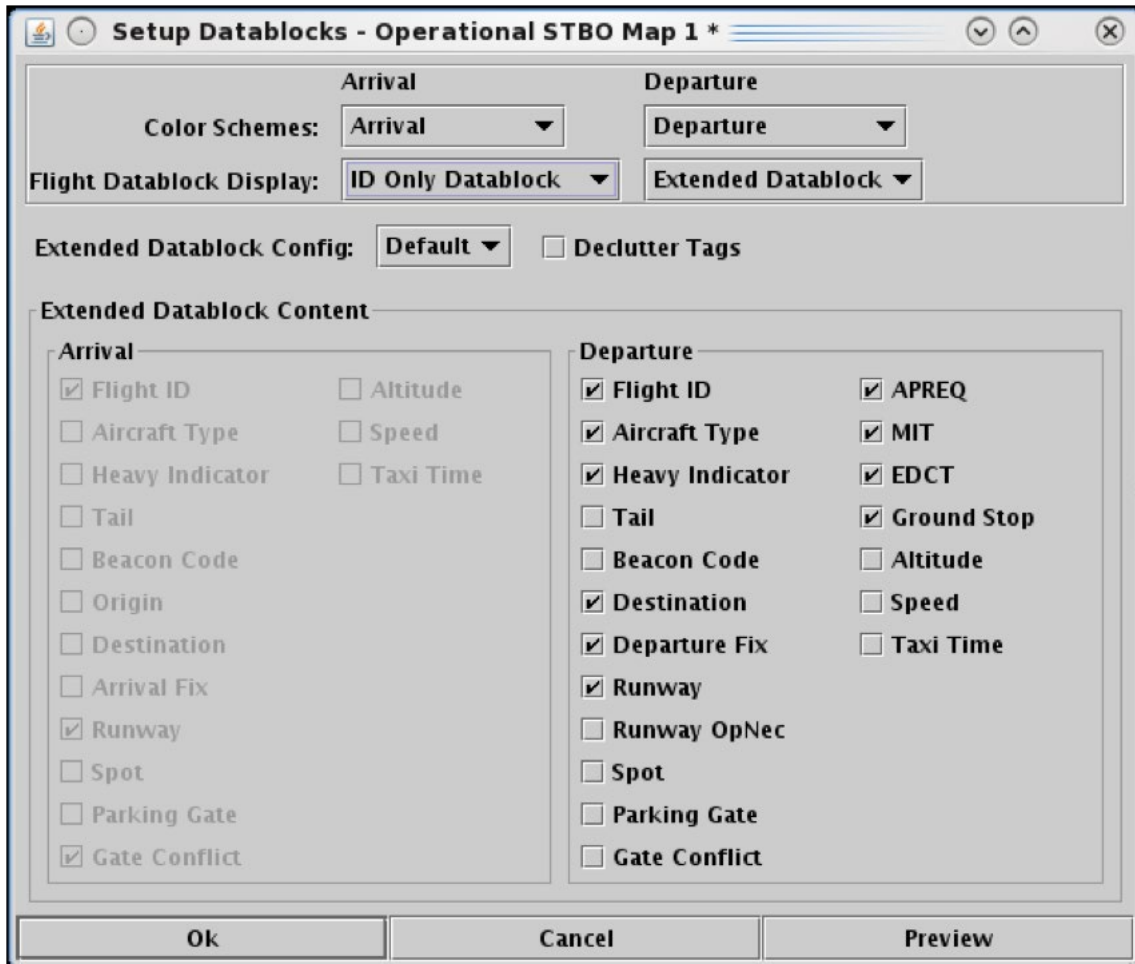 Setup Datablocks - Operational STBO Map 1 *
Arrival Departure
Color Schemes: Arrival Departure
Flight Datablock Display: ID Only Datablock Extended Datablock
Extended Datablock Config: Default Declutter Tags
Extended Datablock Content
Arrival
Flight ID Altitude
Aircraft Type Speed
Heavy Indicator Taxi Time
Tail
Beacon Code
Origin
Destination
Arrival Fix
Runway
Spot
Parking Gate
Gate Conflict
Departure
Flight ID APREQ
Aircraft Type MIT
Heavy Indicator EDCT
Tail Ground Stop
Beacon Code Altitude
Destination Speed
Departure Fix Taxi Time
Runway
Runway OpNec
Spot
Parking Gate
Gate Conflict
Ok Cancel Preview